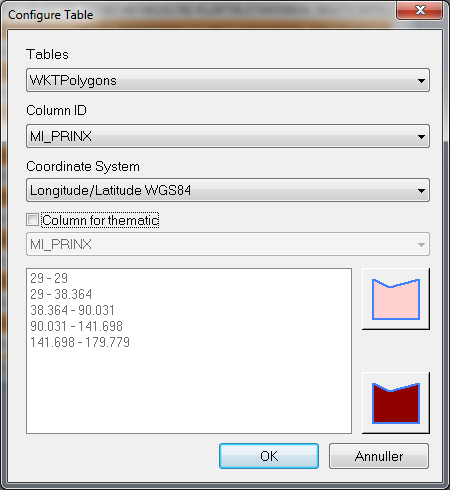 Configure Table
Tables
WKTPolygons
Column ID
MI_PRINX
Coordinate System
Longitude/Latitude WGS84
Column for thematic
MI_PRINX
29 - 29
29 - 38.364
38.364 - 90.031
90.031 - 141.698
141.698 - 179.779
OK
Annuller